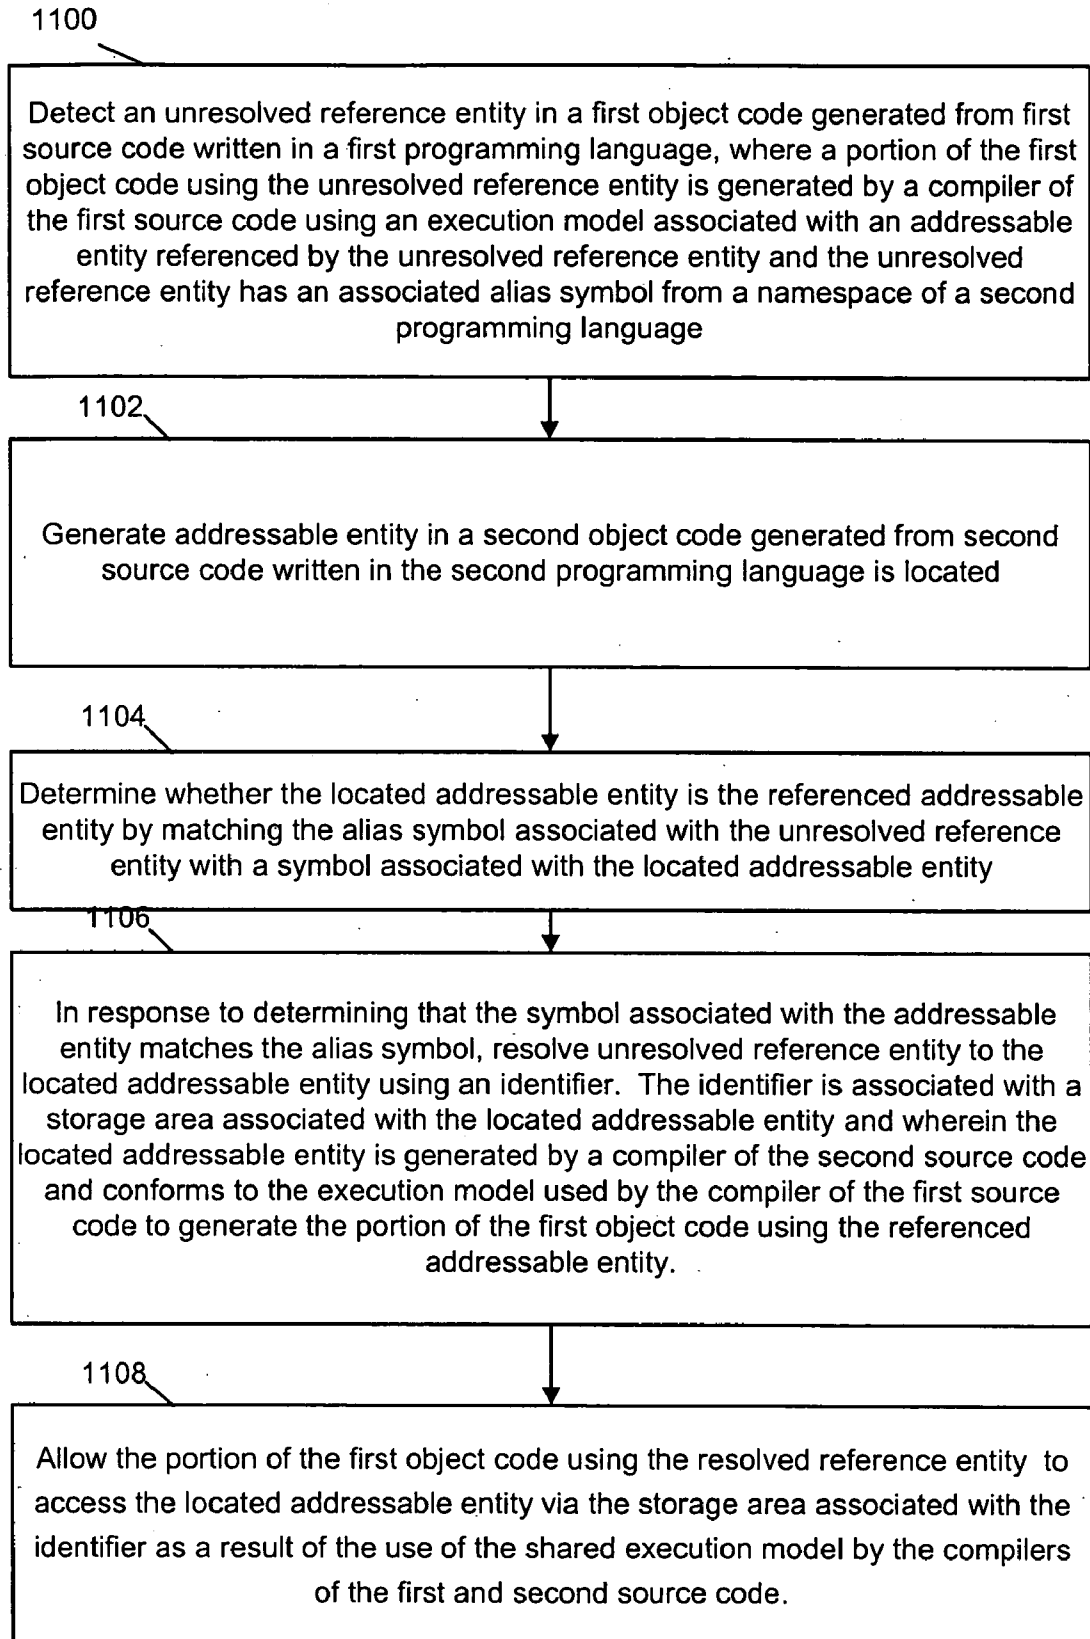 1100
Detect an unresolved reference entity in a first object code generated from first
source code written in a first programming language, where a portion of the first
object code using the unresolved reference entity is generated by a compiler of
the first source code using an execution model associated with an addressable
entity referenced by the unresolved reference entity and the unresolved
reference entity has an associated alias symbol from a namespace of a second
programming language
1102
Generate addressable entity in a second object code generated from second
source code written in the second programming language is located
1104
Determine whether the located addressable entity is the referenced addressable
entity by matching the alias symbol associated with the unresolved reference
entity with a symbol associated with the located addressable entity
1106
In response to determining that the symbol associated with the addressable
entity matches the alias symbol, resolve unresolved reference entity to the
located addressable entity using an identifier. The identifier is associated with a
storage area associated with the located addressable entity and wherein the
located addressable entity is generated by a compiler of the second source code
and conforms to the execution model used by the compiler of the first source
code to generate the portion of the first object code using the referenced
addressable entity.
1108
Allow the portion of the first object code using the resolved reference entity to
access the located addressable entity via the storage area associated with the
identifier as a result of the use of the shared execution model by the compilers
of the first and second source code.